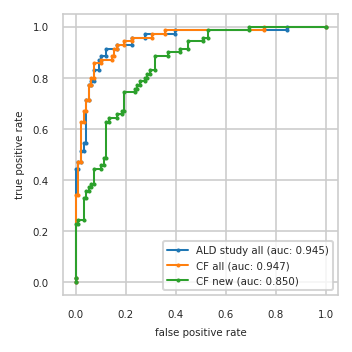 1.0
0.8
0.6
0.4
0.2
0.0
true positive rate
ALD study all (auc: 0.945)
CF all (auc: 0.947)
CF new (auc: 0.850)
0.0 0.2 0.4 0.6 0.8 1.0
false positive rate